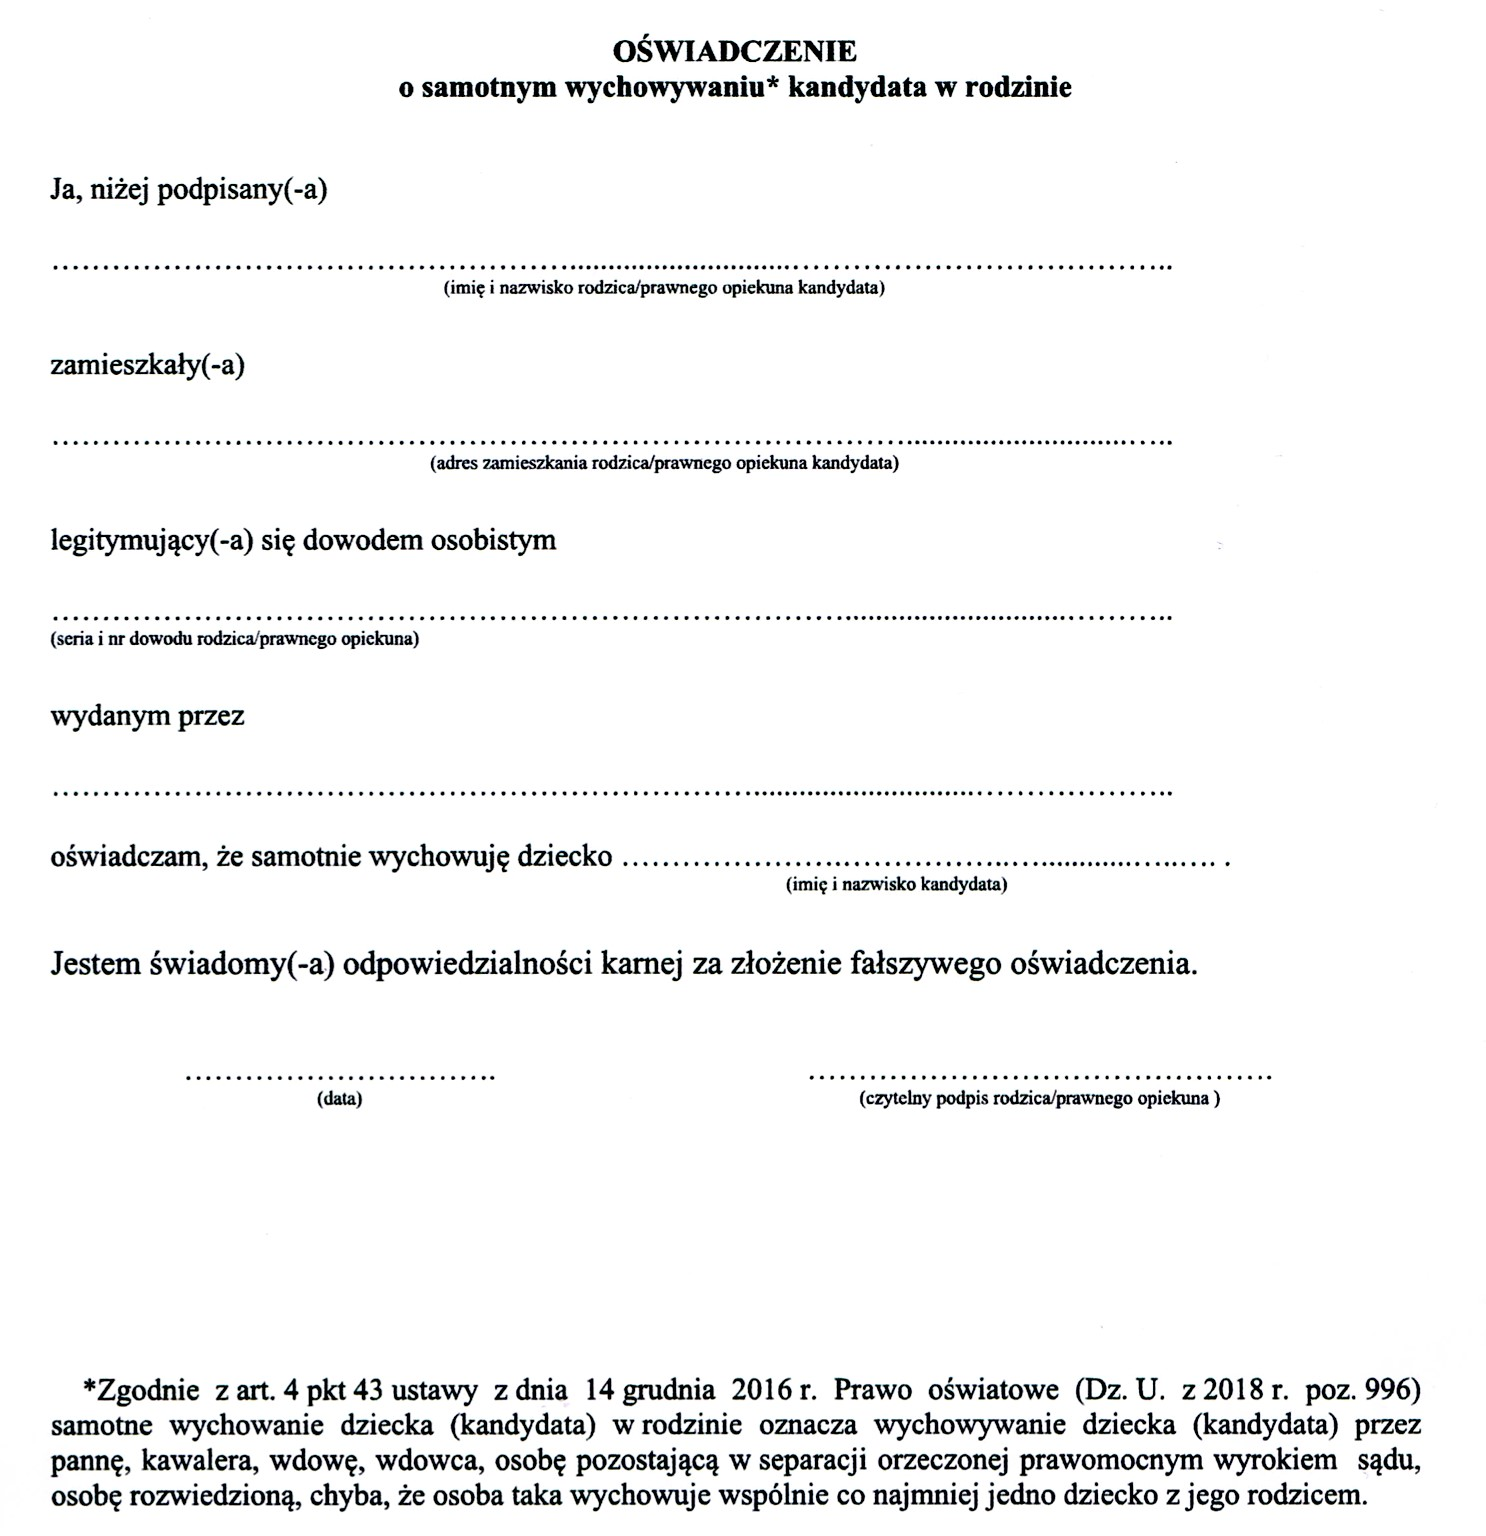 OŚWIADCZENIE
o samotnym wychowywaniu* kandydata w rodzinie
Ja, niżej podpisany(-a)
................................................................................................................
(imię i nazwisko rodzica/prawnego opiekuna kandydata)
zamieszkały(-a)
................................................................................................................
(adres zamieszkania rodzica/prawnego opiekuna kandydata)
legitymujący(-a) się dowodem osobistym
................................................................................................................
(seria i nr dowodu rodzica/prawnego opiekuna)
wydanym przez
................................................................................................................
oświadczam, że samotnie wychowuję dziecko ............................................................ .
(imię i nazwisko kandydata)
Jestem świadomy(-a) odpowiedzialności karnej za złożenie fałszywego oświadczenia.
............................... ..............................................
(data) (czytelny podpis rodzica/prawnego opiekuna )
*Zgodnie z art. 4 pkt 43 ustawy z dnia 14 grudnia 2016 r. Prawo oświatowe (Dz. U. z 2018 r. poz. 996)
samotne wychowanie dziecka (kandydata) w rodzinie oznacza wychowywanie dziecka (kandydata) przez
pannę, kawalera, wdowę, wdowca, osobę pozostającą w separacji orzeczonej prawomocnym wyrokiem sądu,
osobę rozwiedzioną, chyba, że osoba taka wychowuje wspólnie co najmniej jedno dziecko z jego rodzicem.